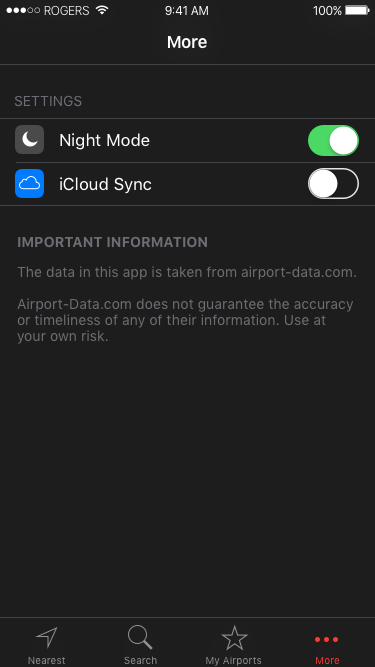 ROGERS 9:41 AM 100%
More
SETTINGS
Night Mode
iCloud Sync
IMPORTANT INFORMATION
The data in this app is taken from airport-data.com.
Airport-Data.com does not guarantee the accuracy
or timeliness of any of their information. Use at
your own risk.
Nearest Search My Airports More